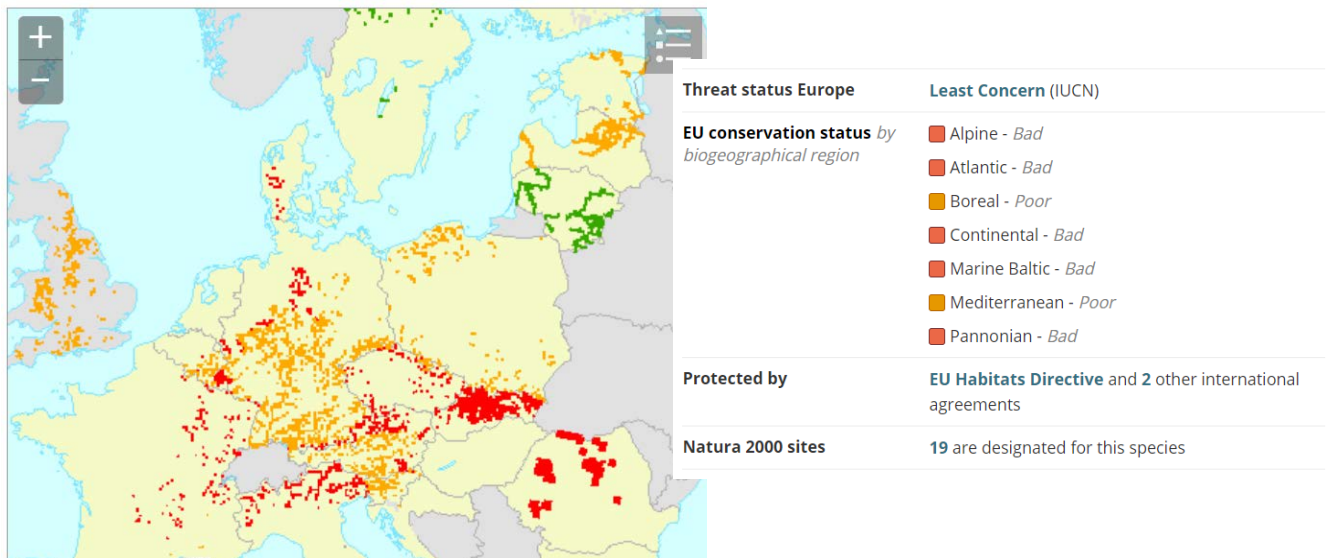 +
−
Threat status Europe
Least Concern (IUCN)
EU conservation status by
biogeographical region
Alpine - Bad
Atlantic - Bad
Boreal - Poor
Continental - Bad
Marine Baltic - Bad
Mediterranean - Poor
Pannonian - Bad
Protected by
EU Habitats Directive and 2 other international
agreements
Natura 2000 sites
19 are designated for this species